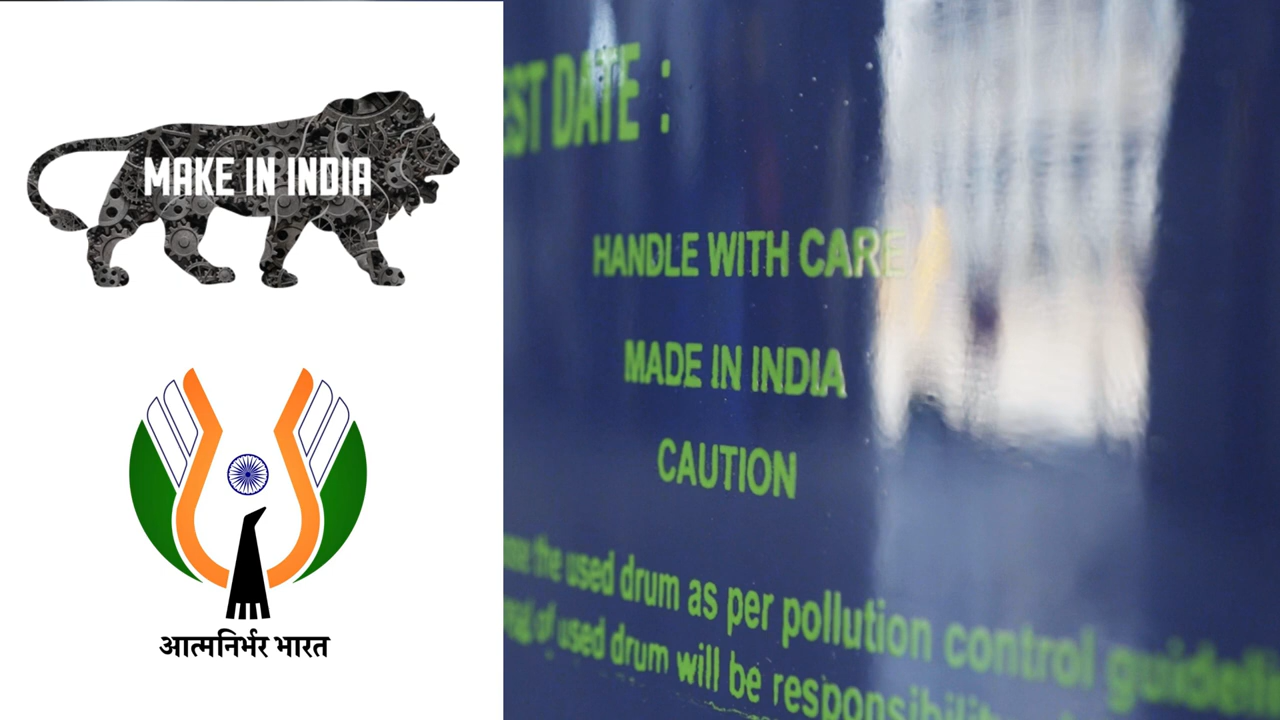 MAKE IN INDIA
आत्मनिर्भर भारत
EST DATE :
HANDLE WITH CARE
MADE IN INDIA
CAUTION
the used drum as per pollution control
of used drum will be